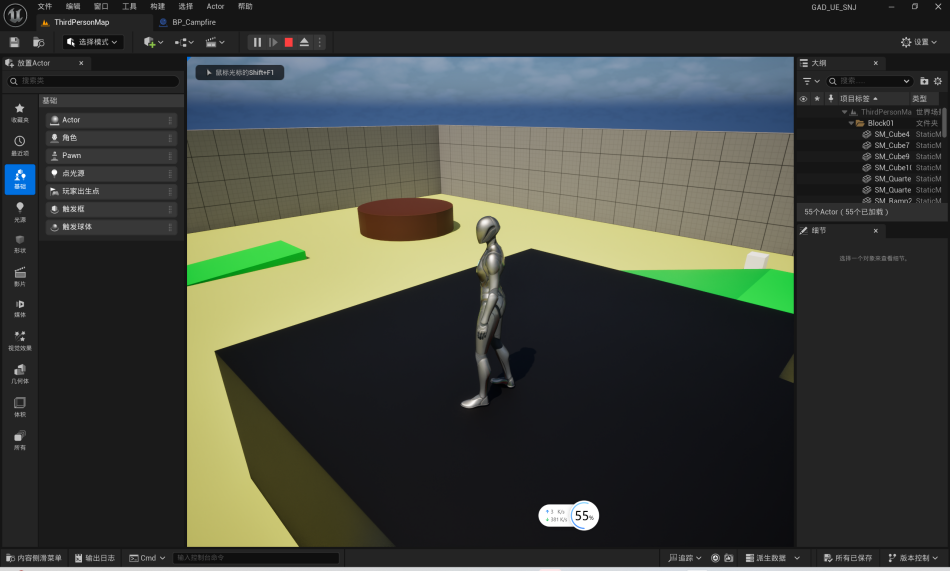 文件 编辑 窗口 工具 构建 选择 Actor 帮助
GAD_UE_SNJ
ThirdPersonMap
BP_Campfire
选择模式
设置
放置Actor
搜索类
收藏夹
最近项
基础
光源
形状
影片
媒体
视觉效果
几何体
体积
所有
基础
Actor
角色
Pawn
点光源
玩家出生点
触发框
触发球体
鼠标光标的Shift+F1
3 K/s
381 K/s
55%
大纲
搜索......
项目标签 类型
ThirdPersonMa 世界场景
Block01 文件夹
SM_Cube4 StaticM
SM_Cube7 StaticM
SM_Cube9 StaticM
SM_Cube10 StaticM
SM_Quarte StaticM
SM_Quarte StaticM
SM_Ramp2 StaticM
55个Actor（55个已加载）
细节
选择一个对象来查看细节。
内容侧滑菜单
输出日志
Cmd
输入控制台命令
追踪
派生数据
所有已保存
版本控制